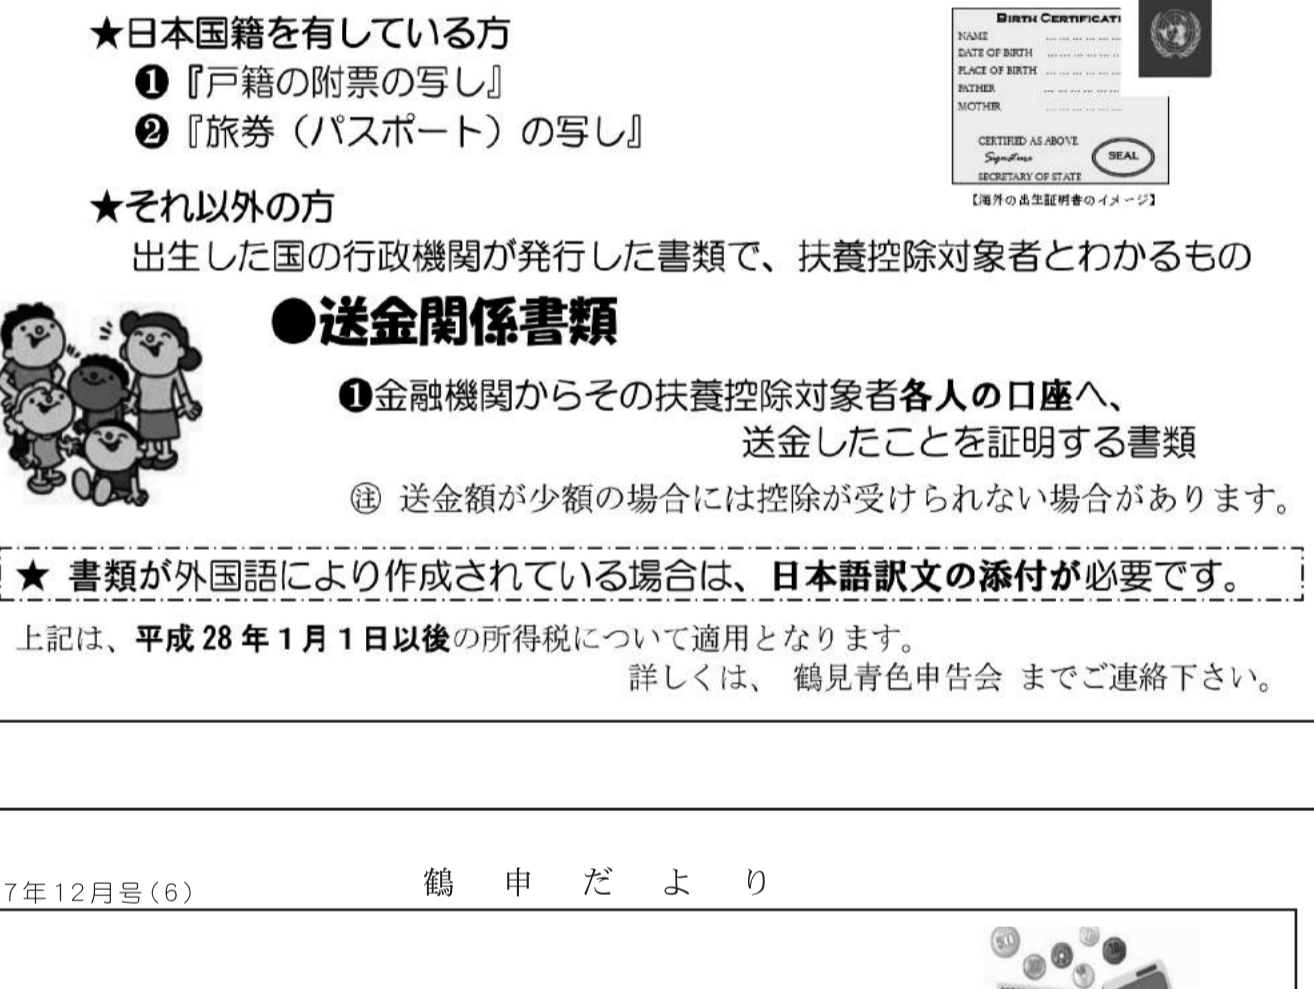 ★日本国籍を有している方
❶『戸籍の附票の写し』
❷『旅券（パスポート）の写し』
BIRTH CERTIFICATI
NAME
DATE OF BIRTH
PLACE OF BIRTH
FATHER
MOTHER
CERTIFIED AS ABOVE
Signature
SEAL
SECRETARY OF STATE
【海外の出生証明書のイメージ】
★それ以外の方
出生した国の行政機関が発行した書類で、扶養控除対象者とわかるもの
●送金関係書類
❶金融機関からその扶養控除対象者各人の口座へ、
送金したことを証明する書類
㊟ 送金額が少額の場合には控除が受けられない場合があります。
★ 書類が外国語により作成されている場合は、日本語訳文の添付が必要です。
上記は、平成 28 年 1 月 1 日以後の所得税について適用となります。
詳しくは、 鶴見青色申告会 までご連絡下さい。
7年12月号(6)
鶴 申 だ よ り
500